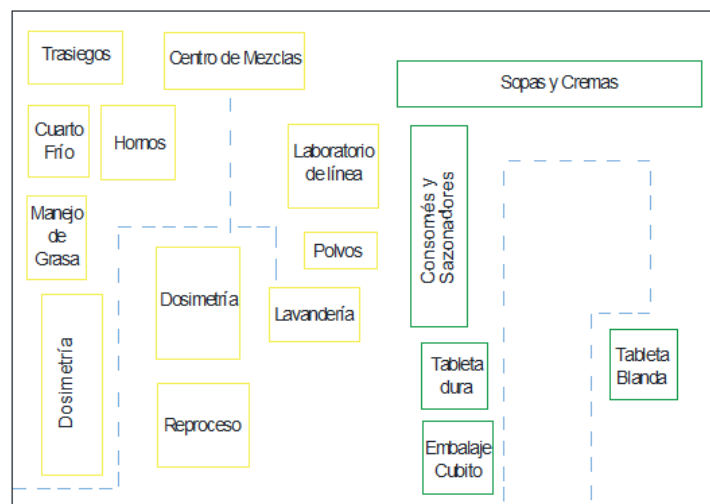 Trasiegos
Centro de Mezclas
Sopas y Cremas
Cuarto
Frío
Hornos
Laboratorio
de línea
Consomés y
Sazonadores
Manejo
de
Grasa
Polvos
Dosimetría
Lavandería
Dosimetría
Tableta
dura
Tableta
Blanda
Reproceso
Embalaje
Cubito